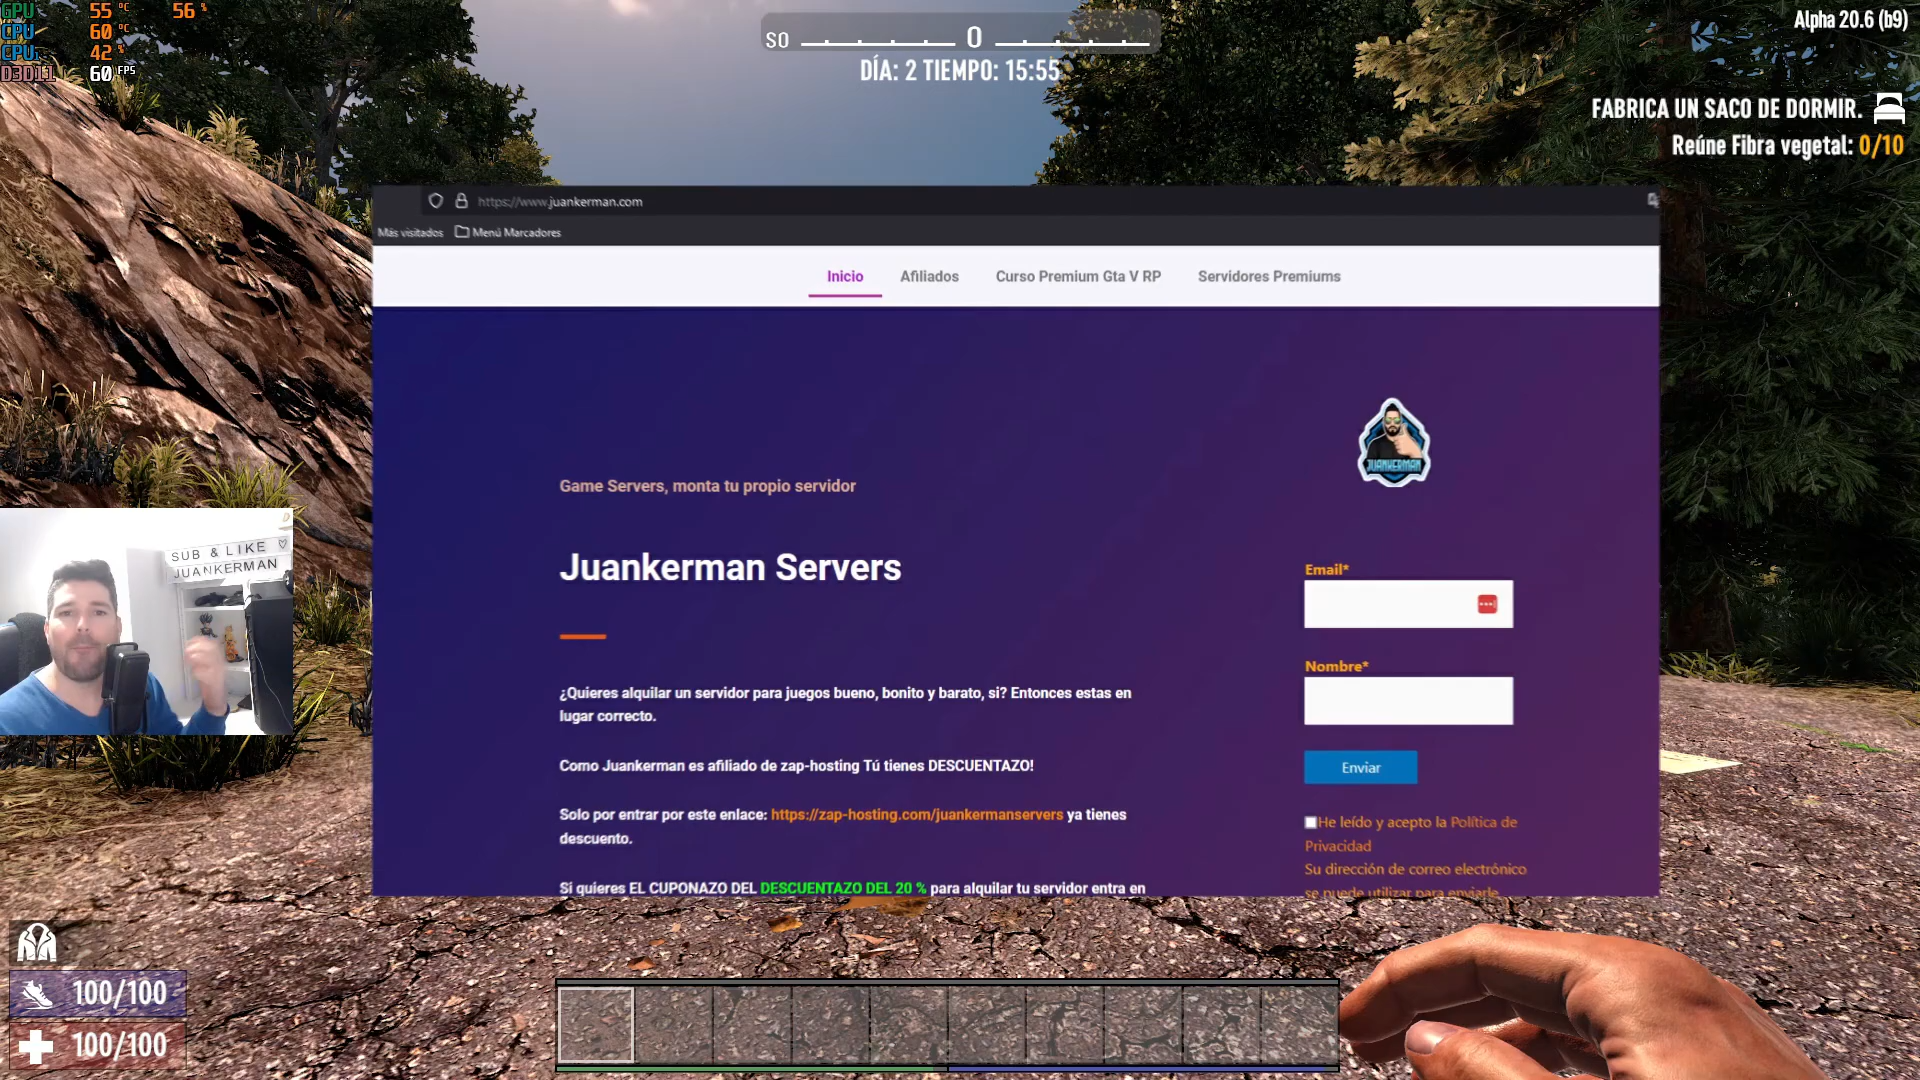 GPU 55 °C 56 %
CPU 60 °C
CPU 42 %
D3D11 60 FPS
SO 0
DÍA: 2 TIEMPO: 15:55
Alpha 20.6 (b9)
FABRICA UN SACO DE DORMIR.
Reúne Fibra vegetal: 0/10
https://www.juankerman.com
Más visitados Menú Marcadores
Inicio Afiliados Curso Premium Gta V RP Servidores Premiums
Game Servers, monta tu propio servidor
Juankerman Servers
¿Quieres alquilar un servidor para juegos bueno, bonito y barato, si? Entonces estas en
lugar correcto.
Como Juankerman es afiliado de zap-hosting Tú tienes DESCUENTAZO!
Solo por entrar por este enlace: https://zap-hosting.com/juankermanservers ya tienes
descuento.
Si quieres EL CUPONAZO DEL DESCUENTAZO DEL 20 % para alquilar tu servidor entra en
JUANKERMAN
Email*
Nombre*
Enviar
He leído y acepto la Política de
Privacidad
Su dirección de correo electrónico
se puede utilizar para enviarle
SUB & LIKE
JUANKERMAN
100/100
100/100